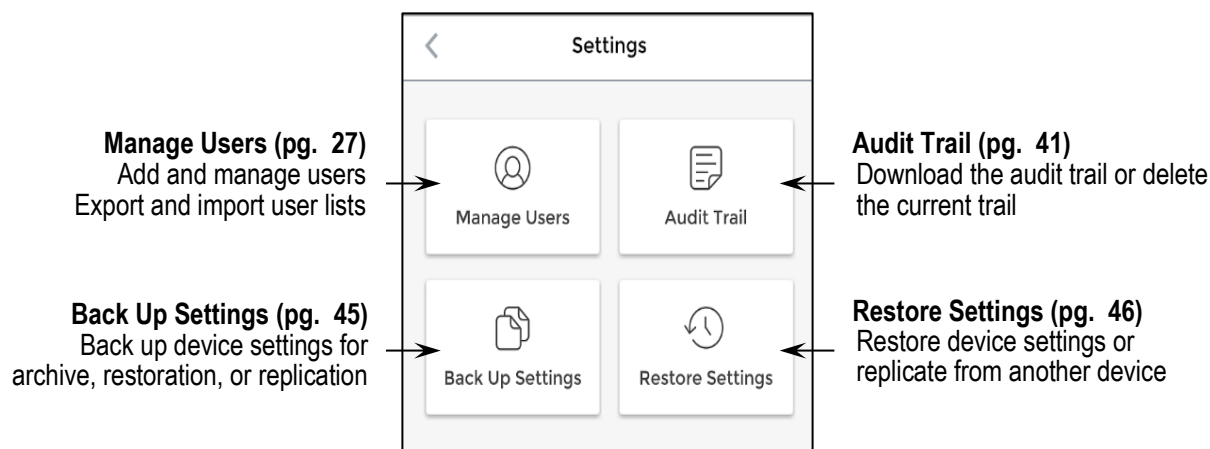 Settings
Manage Users (pg. 27)
Add and manage users
Export and import user lists
Manage Users
Audit Trail
Audit Trail (pg. 41)
Download the audit trail or delete
the current trail
Back Up Settings (pg. 45)
Back up device settings for
archive, restoration, or replication
Back Up Settings
Restore Settings
Restore Settings (pg. 46)
Restore device settings or
replicate from another device